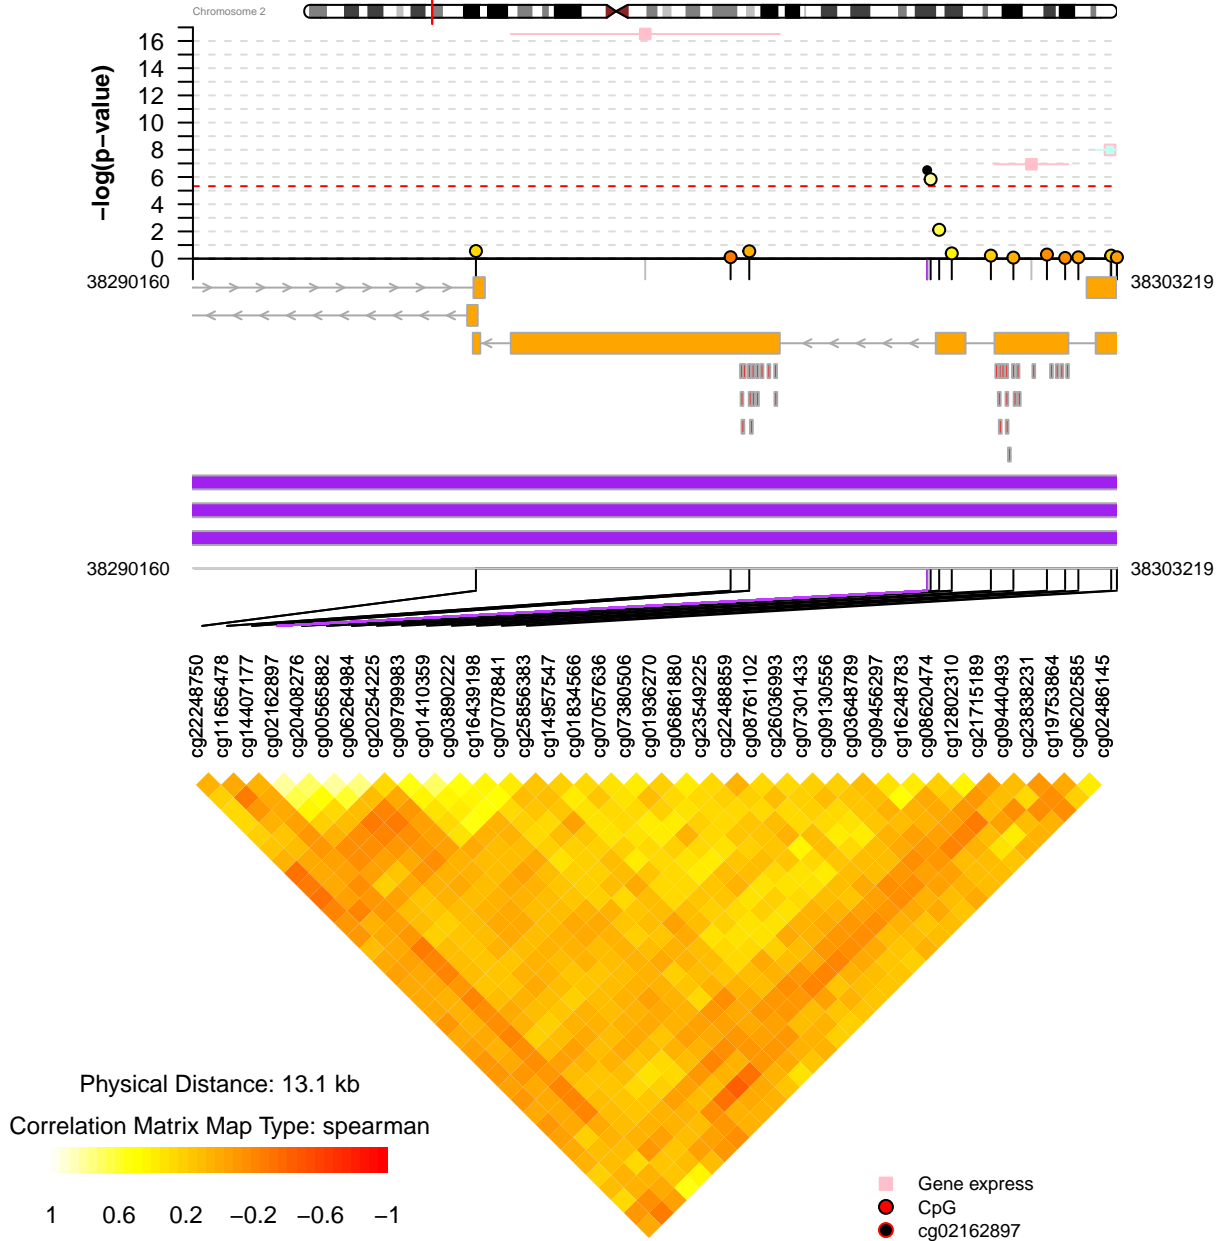 Chromosome 2
16
14
12
10
8
6
4
2
0
−log(p−value)
38290160
38303219
38290160
38303219
cg22248750
cg11656478
cg14407177
cg02162897
cg20408276
cg00565882
cg06264984
cg20254225
cg09799983
cg01410359
cg03890222
cg16439198
cg07078841
cg25856383
cg14957547
cg01834566
cg07057636
cg07380506
cg01936270
cg06861880
cg23549225
cg22488859
cg08761102
cg26036993
cg07301433
cg09130556
cg03648789
cg09456297
cg16248783
cg08620474
cg12802310
cg21715189
cg09440493
cg23838231
cg19753864
cg06202585
cg02486145
Physical Distance: 13.1 kb
Correlation Matrix Map Type: spearman
1 0.6 0.2 −0.2 −0.6 −1
Gene express
CpG
cg02162897